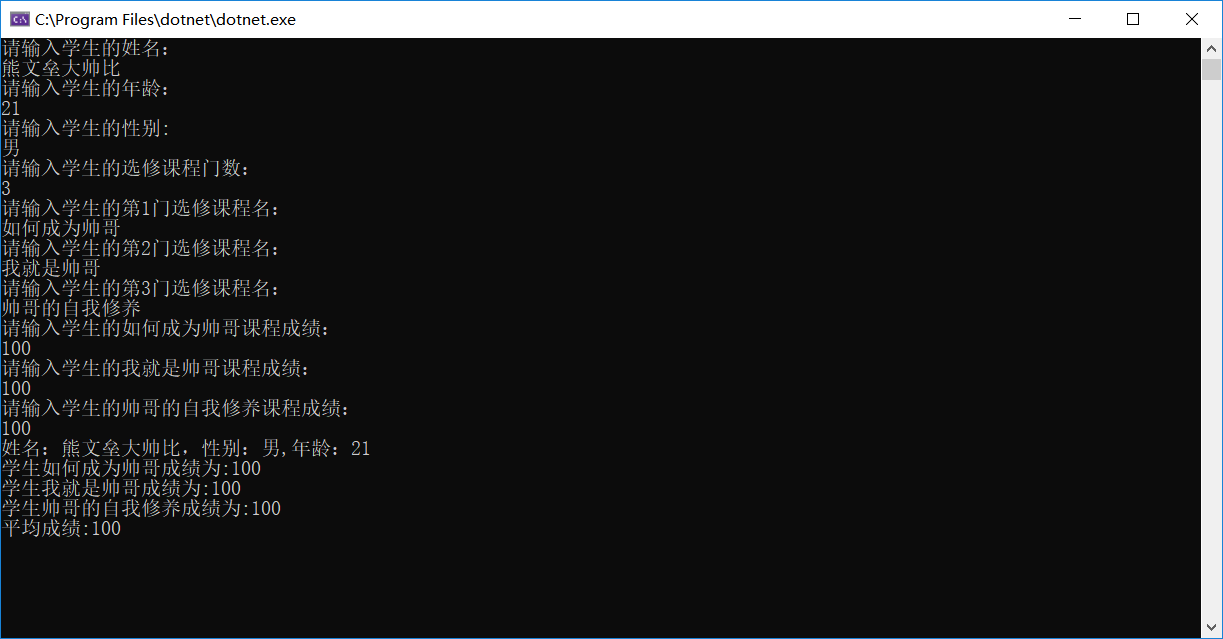 C:\Program Files\dotnet\dotnet.exe
请输入学生的姓名：
熊文垒大帅比
请输入学生的年龄：
21
请输入学生的性别:
男
请输入学生的选修课程门数：
3
请输入学生的第1门选修课程名：
如何成为帅哥
请输入学生的第2门选修课程名：
我就是帅哥
请输入学生的第3门选修课程名：
帅哥的自我修养
请输入学生的如何成为帅哥课程成绩：
100
请输入学生的我就是帅哥课程成绩：
100
请输入学生的帅哥的自我修养课程成绩：
100
姓名：熊文垒大帅比，性别：男,年龄：21
学生如何成为帅哥成绩为:100
学生我就是帅哥成绩为:100
学生帅哥的自我修养成绩为:100
平均成绩:100